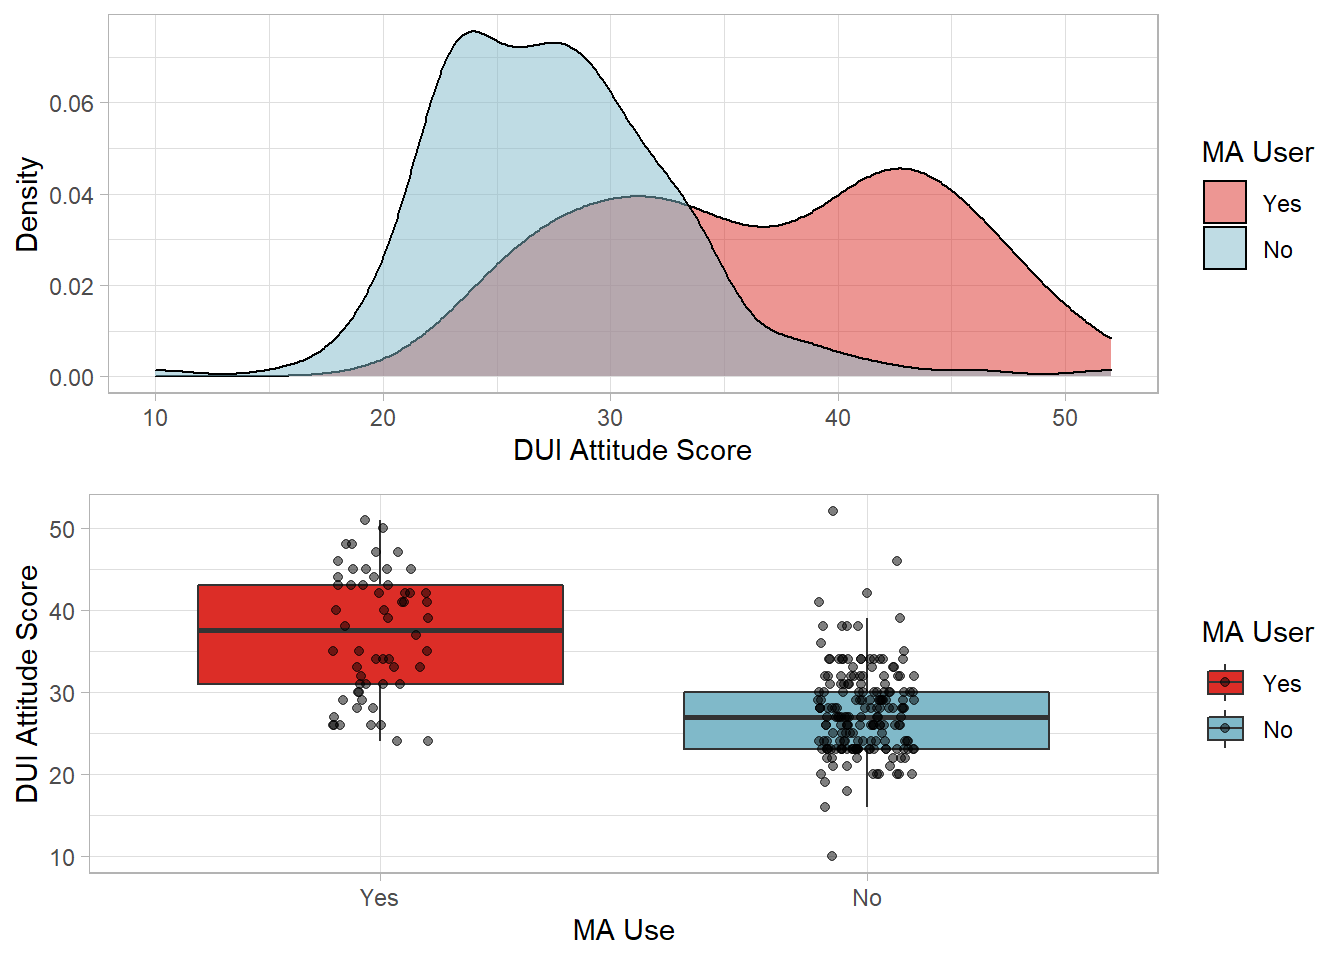 0.06
0.04
0.02
0.00
Density
10 20 30 40 50
DUI Attitude Score
MA User
Yes
No
50
40
30
20
10
DUI Attitude Score
Yes No
MA Use
MA User
Yes
No